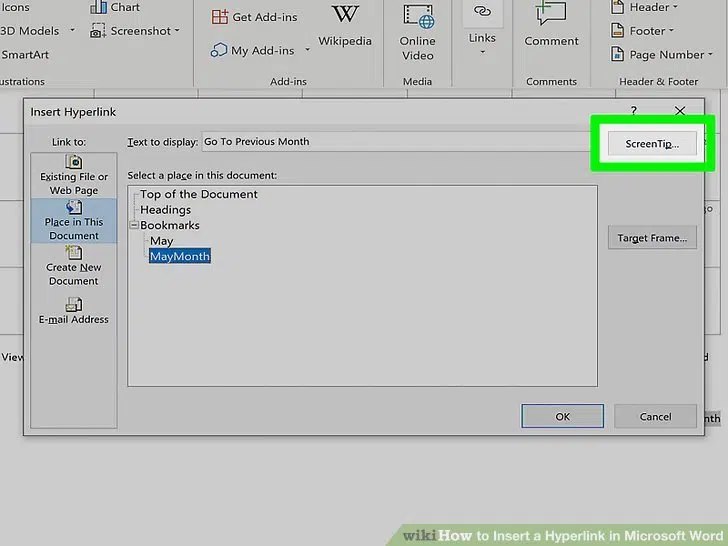 Icons
Chart
3D Models
Screenshot
SmartArt
Get Add-ins
My Add-ins
W
Wikipedia
Online
Video
Links
Comment
Header
Footer
Page Number
Add-ins
Media
Comments
Header & Footer
Insert Hyperlink
?
Link to:
Text to display:
Go To Previous Month
ScreenTip...
Existing File or
Web Page
Place in This
Document
Create New
Document
E-mail Address
Select a place in this document:
Top of the Document
Headings
Bookmarks
May
MayMonth
Target Frame...
OK
Cancel
View
wikiHow to Insert a Hyperlink in Microsoft Word